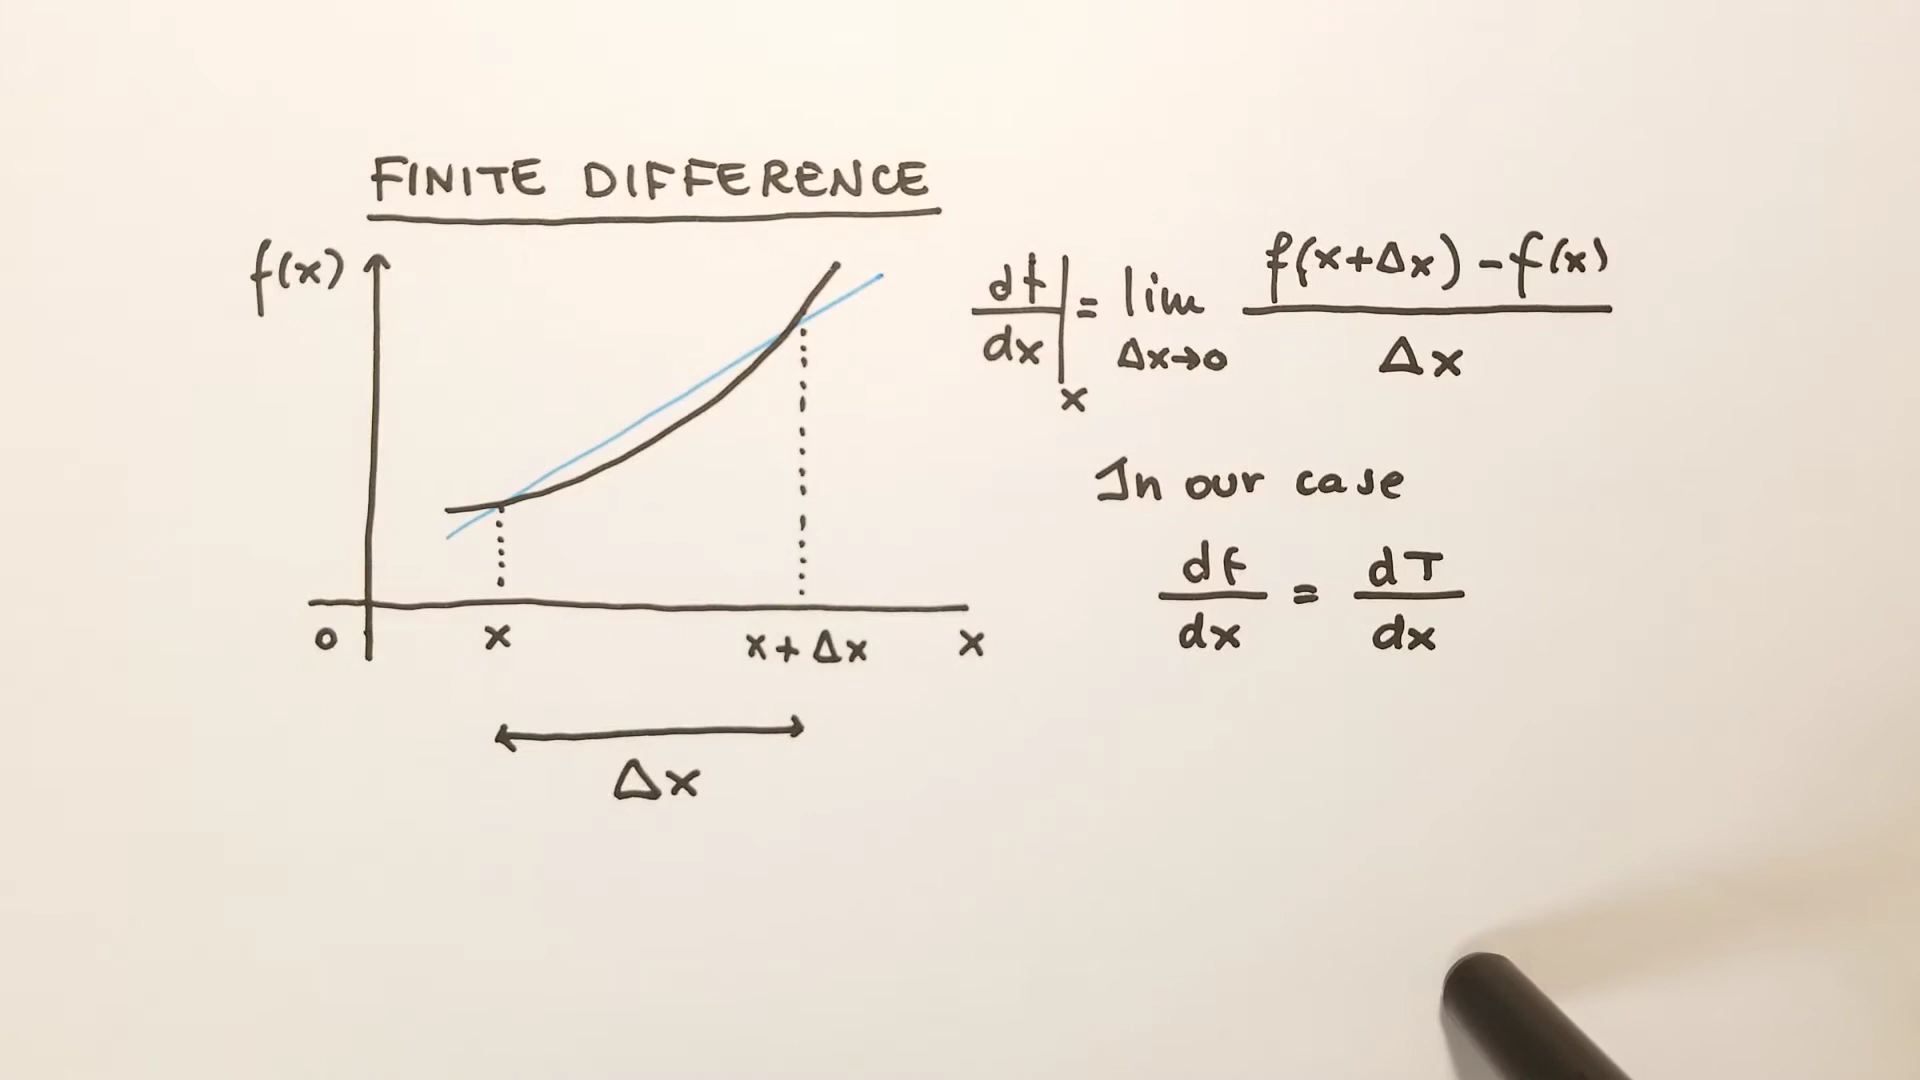 FINITE DIFFERENCE
f(x)
0 x x + Δx x
Δx
df/dx |x = lim Δx→0 f(x+Δx) - f(x) / Δx
In our case
df/dx = dT/dx